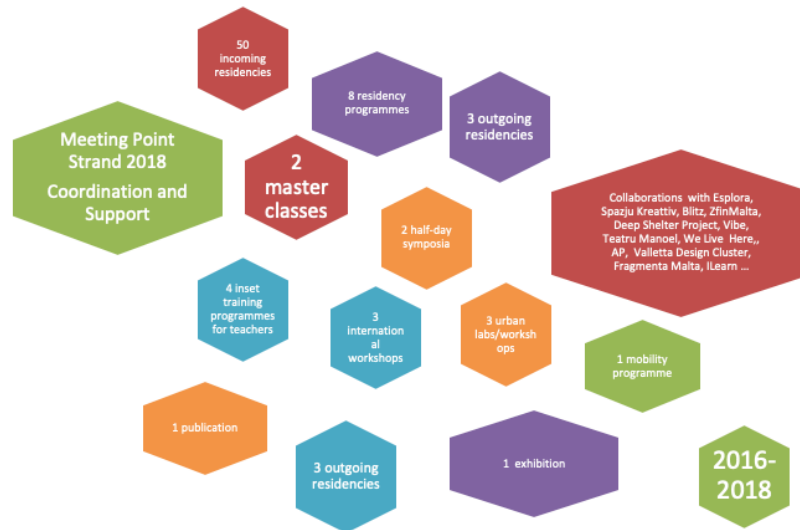 50
incoming
residencies
8 residency
programmes
3 outgoing
residencies
Meeting Point
Strand 2018
Coordination and
Support
2
master
classes
Collaborations with Esplora,
Spazju Kreattiv, Blitz, ZfinMalta,
Deep Shelter Project, Vibe,
Teatru Manoel, We Live Here,,
AP, Valletta Design Cluster,
Fragmenta Malta, ILearn ...
2 half-day
symposia
4 inset
training
programmes
for teachers
3
internation
al
workshops
3 urban
labs/worksh
ops
1 mobility
programme
1 publication
3 outgoing
residencies
1 exhibition
2016-
2018